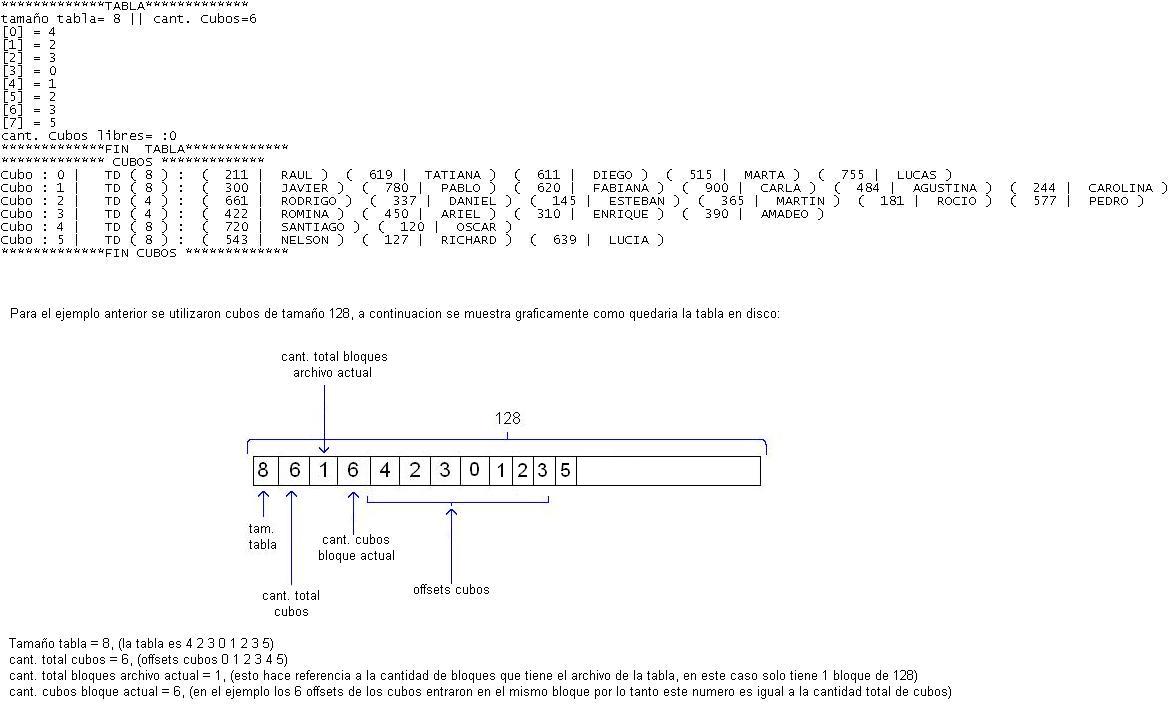 *************TABLA*************
tamaño tabla= 8 || cant. Cubos=6
[0] = 4
[1] = 2
[2] = 3
[3] = 0
[4] = 1
[5] = 2
[6] = 3
[7] = 5
cant. Cubos libres= :0
*************FIN TABLA*************
************* CUBOS *************
Cubo : 0 | TD ( 8 ) : ( 211 | RAUL ) ( 619 | TATIANA ) ( 611 | DIEGO ) ( 515 | MARTA ) ( 755 | LUCAS )
Cubo : 1 | TD ( 8 ) : ( 300 | JAVIER ) ( 780 | PABLO ) ( 620 | FABIANA ) ( 900 | CARLA ) ( 484 | AGUSTINA ) ( 244 | CAROLINA )
Cubo : 2 | TD ( 4 ) : ( 661 | RODRIGO ) ( 337 | DANIEL ) ( 145 | ESTEBAN ) ( 365 | MARTIN ) ( 181 | ROCIO ) ( 577 | PEDRO )
Cubo : 3 | TD ( 4 ) : ( 422 | ROMINA ) ( 450 | ARIEL ) ( 310 | ENRIQUE ) ( 390 | AMADEO )
Cubo : 4 | TD ( 8 ) : ( 720 | SANTIAGO ) ( 120 | OSCAR )
Cubo : 5 | TD ( 8 ) : ( 543 | NELSON ) ( 127 | RICHARD ) ( 639 | LUCIA )
*************FIN CUBOS *************
Para el ejemplo anterior se utilizaron cubos de tamaño 128, a continuacion se muestra graficamente como quedaria la tabla en disco:
cant. total bloques
archivo actual
128
8 6 1 6 4 2 3 0 1 2 3 5
tam.
tabla
cant. cubos
bloque actual
offsets cubos
cant. total
cubos
Tamaño tabla = 8, (la tabla es 4 2 3 0 1 2 3 5)
cant. total cubos = 6, (offsets cubos 0 1 2 3 4 5)
cant. total bloques archivo actual = 1, (esto hace referencia a la cantidad de bloques que tiene el archivo de la tabla, en este caso solo tiene 1 bloque de 128)
cant. cubos bloque actual = 6, (en el ejemplo los 6 offsets de los cubos entraron en el mismo bloque por lo tanto este numero es igual a la cantidad total de cubos)